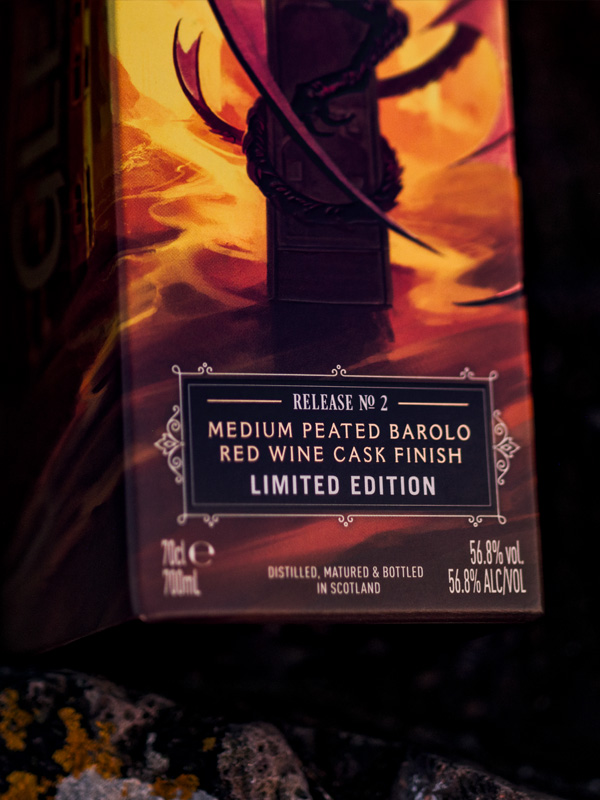 RELEASE Nº 2
MEDIUM PEATED BAROLO
RED WINE CASK FINISH
LIMITED EDITION
70cl ℮
700mL
DISTILLED, MATURED & BOTTLED
IN SCOTLAND
56.8% vol.
56.8% ALC/VOL